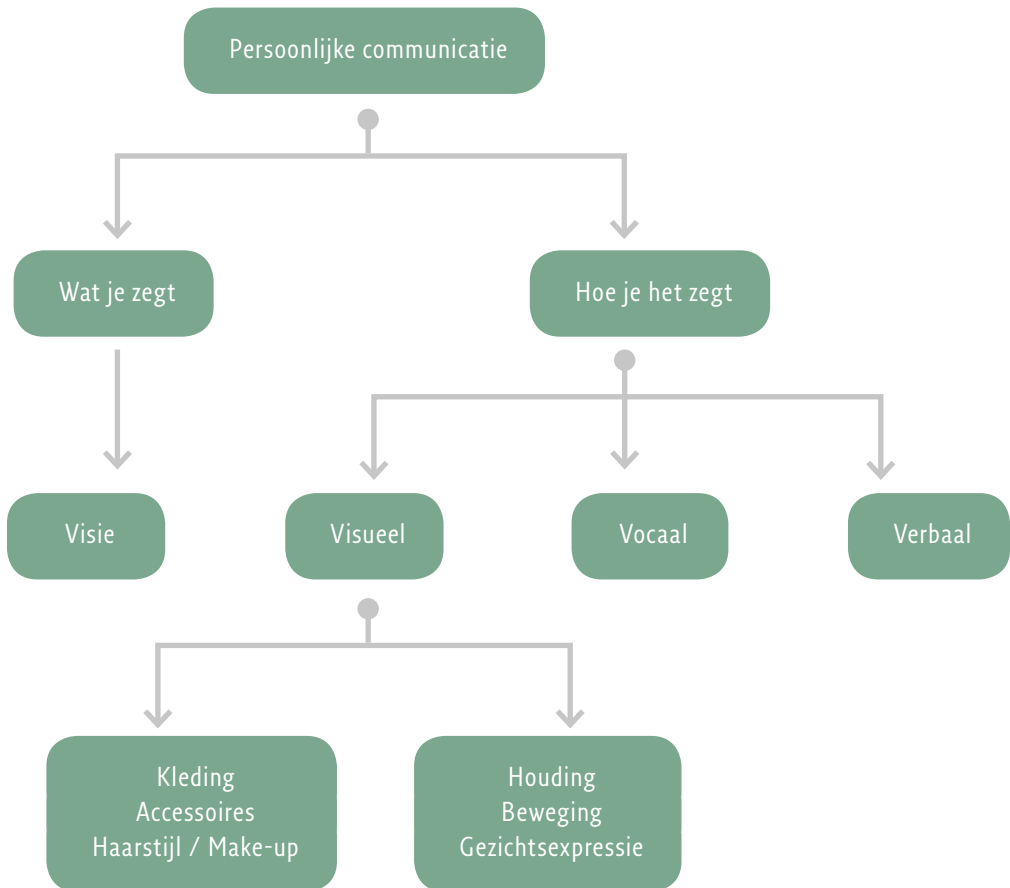 Persoonlijke communicatie
Wat je zegt
Hoe je het zegt
Visie
Visueel
Vocaal
Verbaal
Kleding
Accessoires
Haarstijl / Make-up
Houding
Beweging
Gezichtsexpressie